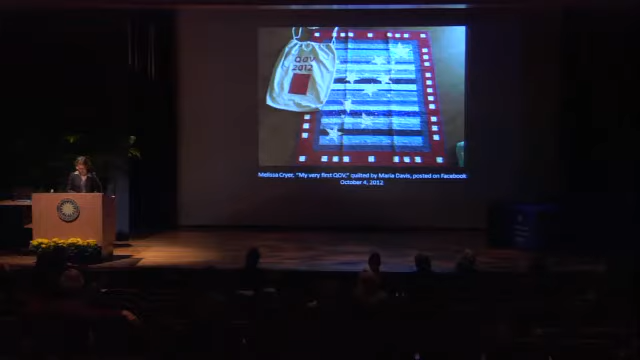 QOV
2012
Melissa Cryer, "My very first QOV," quilted by Maria Davis, posted on Facebook
October 4, 2012